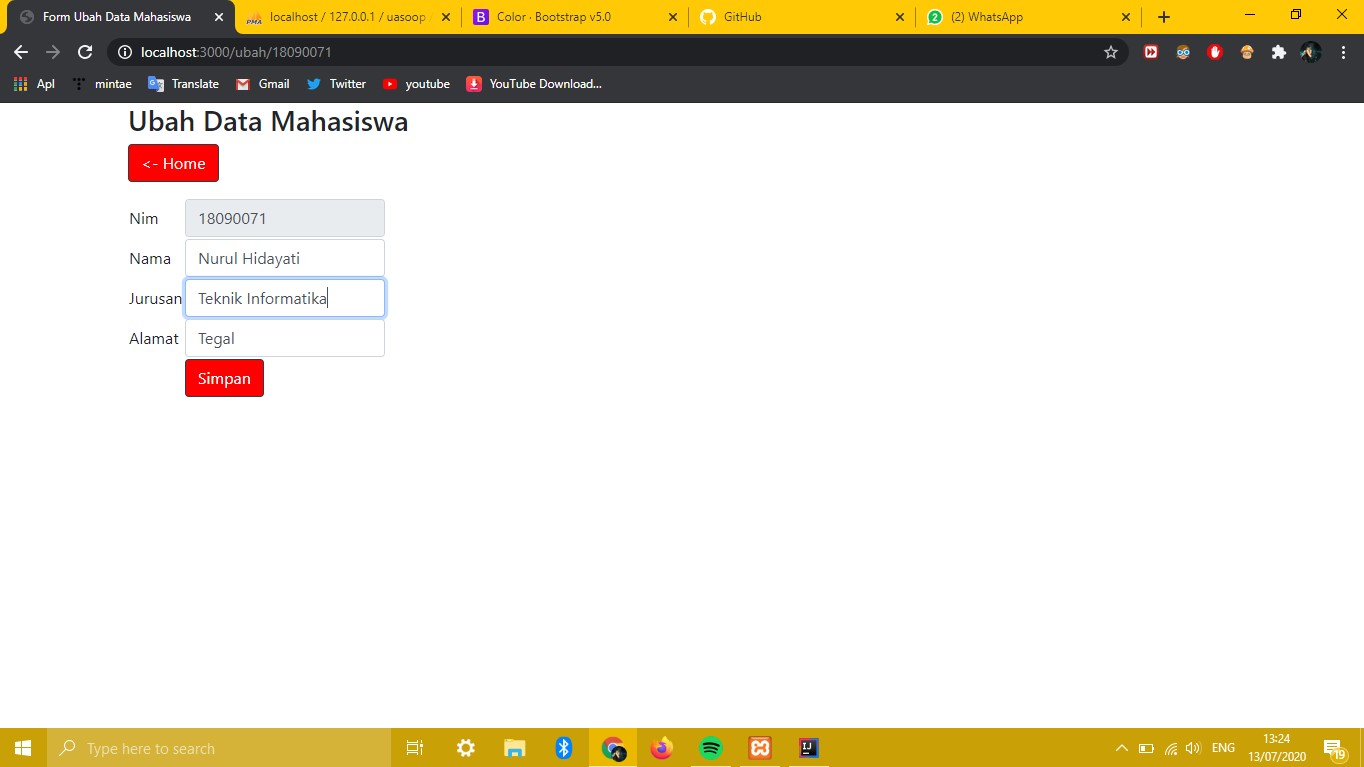 Form Ubah Data Mahasiswa
localhost / 127.0.0.1 / uasoop
Color · Bootstrap v5.0
GitHub
(2) WhatsApp
localhost:3000/ubah/18090071
Apl
mintae
Translate
Gmail
Twitter
youtube
YouTube Download...
Ubah Data Mahasiswa
<- Home
Nim 18090071
Nama Nurul Hidayati
Jurusan Teknik Informatika
Alamat Tegal
Simpan
Type here to search
ENG
13:24
13/07/2020
19